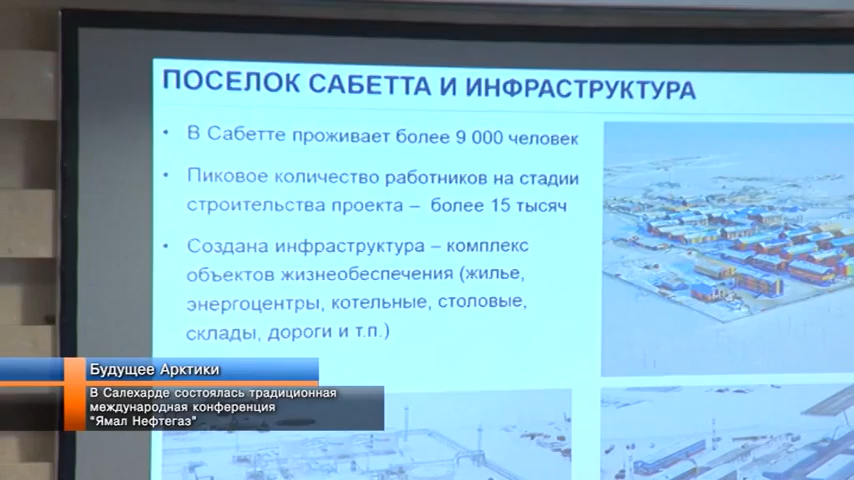 ПОСЕЛОК САБЕТТА И ИНФРАСТРУКТУРА
• В Сабетте проживает более 9 000 человек
• Пиковое количество работников на стадии
строительства проекта – более 15 тысяч
• Создана инфраструктура – комплекс
объектов жизнеобеспечения (жилье,
энергоцентры, котельные, столовые,
склады, дороги и т.п.)
Будущее Арктики
В Салехарде состоялась традиционная
международная конференция
"Ямал Нефтегаз"